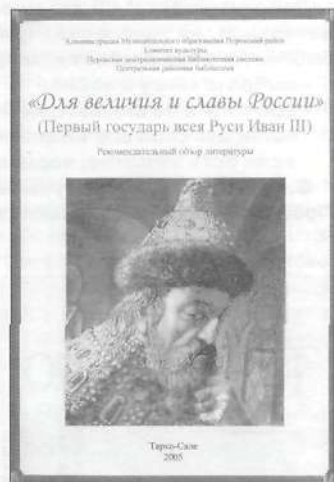 Администрация Муниципального образования Пуровский район
Комитет культуры
Пуровская централизованная библиотечная система
Центральная районная библиотека
«Для величия и славы России»
(Первый государь всея Руси Иван III)
Рекомендательный обзор литературы
Тарко-Сале
2005